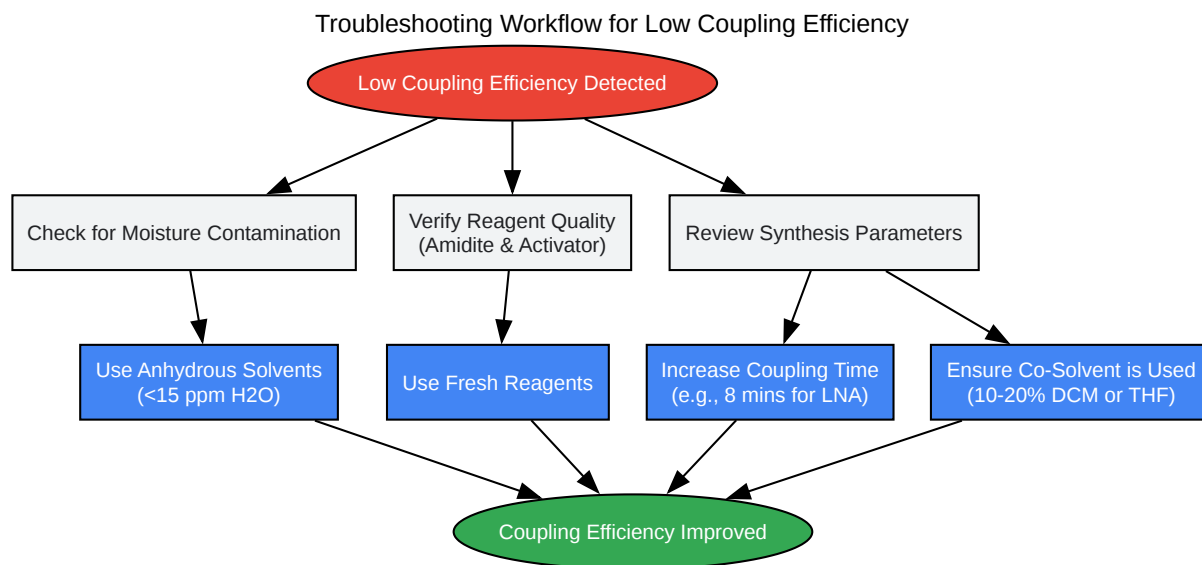 Troubleshooting Workflow for Low Coupling Efficiency
Low Coupling Efficiency Detected
Check for Moisture Contamination
Verify Reagent Quality
(Amidite & Activator)
Review Synthesis Parameters
Use Anhydrous Solvents
(<15 ppm H2O)
Use Fresh Reagents
Increase Coupling Time
(e.g., 8 mins for LNA)
Ensure Co-Solvent is Used
(10-20% DCM or THF)
Coupling Efficiency Improved